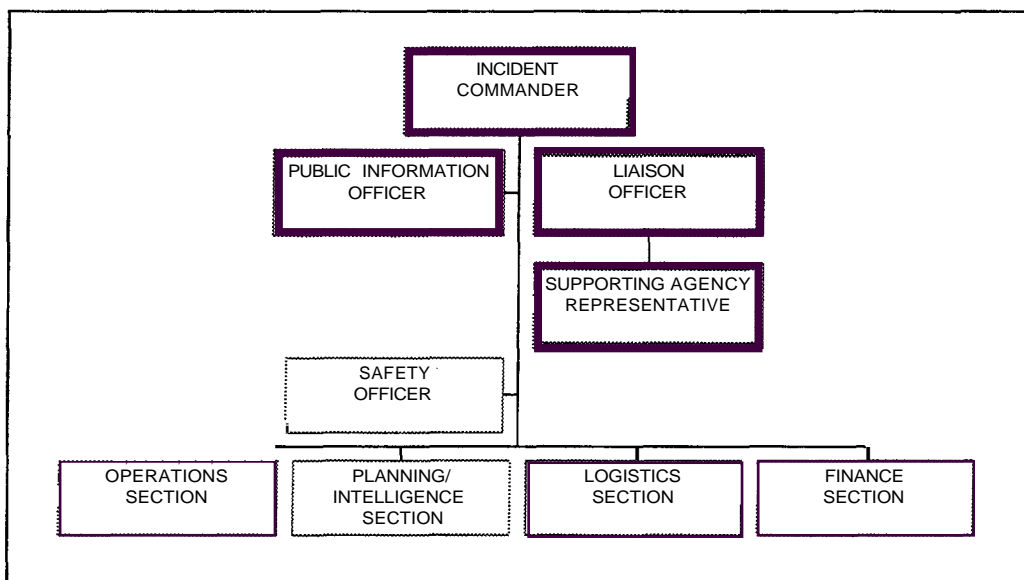 INCIDENT
COMMANDER
PUBLIC INFORMATION
OFFICER
LIAISON
OFFICER
SUPPORTING AGENCY
REPRESENTATIVE
SAFETY
OFFICER
OPERATIONS
SECTION
PLANNING/
INTELLIGENCE
SECTION
LOGISTICS
SECTION
FINANCE
SECTION